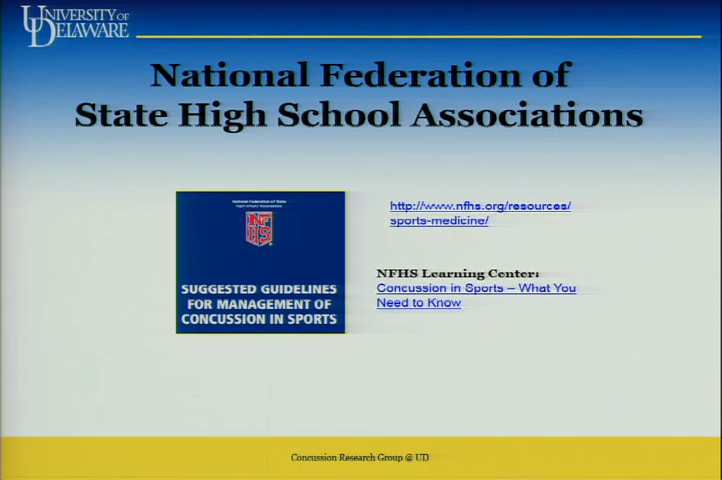 UNIVERSITY OF
DELAWARE
National Federation of
State High School Associations
National Federation of State
High School Associations
NF
HS
SUGGESTED GUIDELINES
FOR MANAGEMENT OF
CONCUSSION IN SPORTS
http://www.nfhs.org/resources/
sports-medicine/
NFHS Learning Center:
Concussion in Sports – What You
Need to Know
Concussion Research Group @ UD